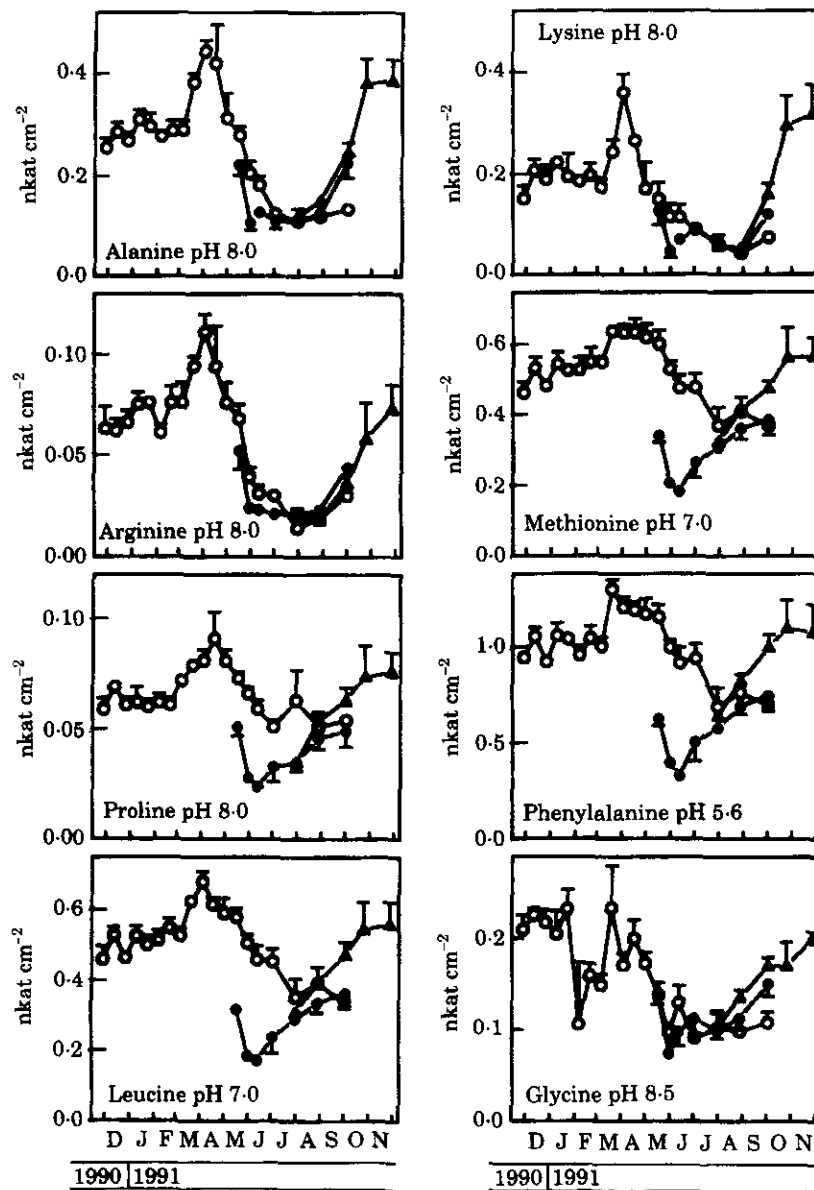 nkat cm⁻²
0·4
0·2
0·0
Alanine pH 8·0
nkat cm⁻²
0·4
0·2
0·0
Lysine pH 8·0
nkat cm⁻²
0·10
0·05
0·00
Arginine pH 8·0
nkat cm⁻²
0·6
0·4
0·2
0·0
Methionine pH 7·0
nkat cm⁻²
0·10
0·05
0·00
Proline pH 8·0
nkat cm⁻²
1·0
0·5
0·0
Phenylalanine pH 5·6
nkat cm⁻²
0·6
0·4
0·2
0·0
Leucine pH 7·0
D J F M A M J J A S O N
1990 1991
nkat cm⁻²
0·2
0·1
0·0
Glycine pH 8·5
D J F M A M J J A S O N
1990 1991